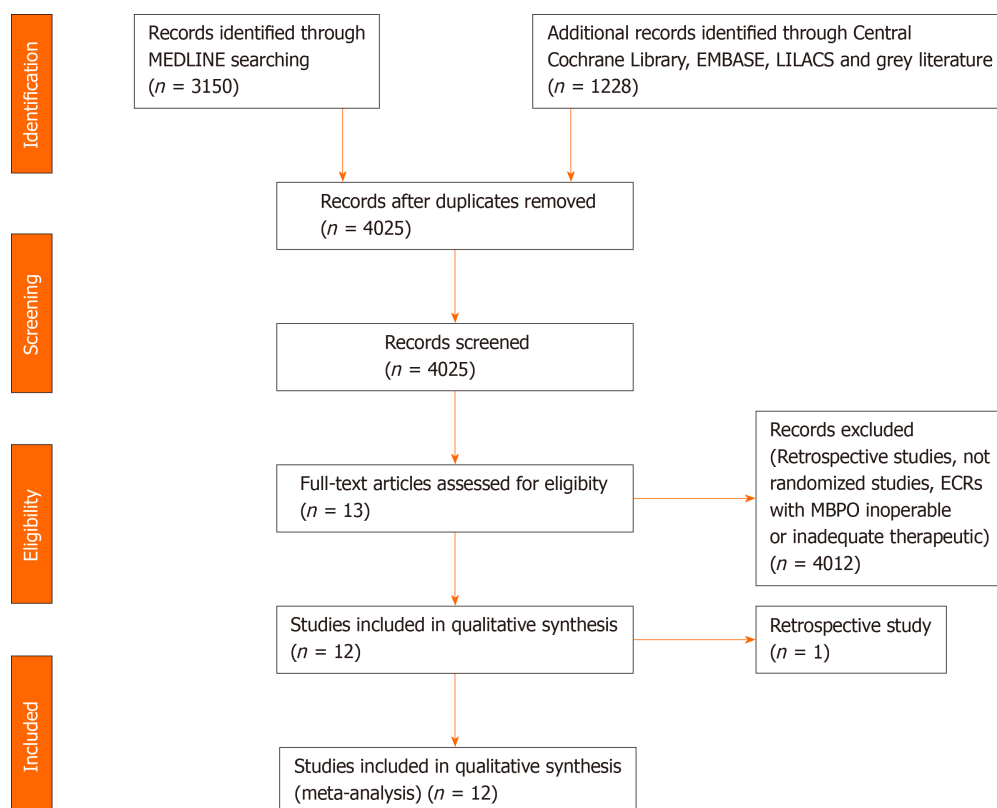 Identification
Records identified through
MEDLINE searching
(n = 3150)
Additional records identified through Central
Cochrane Library, EMBASE, LILACS and grey literature
(n = 1228)
Records after duplicates removed
(n = 4025)
Screening
Records screened
(n = 4025)
Eligibility
Full-text articles assessed for eligibity
(n = 13)
Records excluded
(Retrospective studies, not
randomized studies, ECRs
with MBPO inoperable
or inadequate therapeutic)
(n = 4012)
Studies included in qualitative synthesis
(n = 12)
Retrospective study
(n = 1)
Included
Studies included in qualitative synthesis
(meta-analysis) (n = 12)